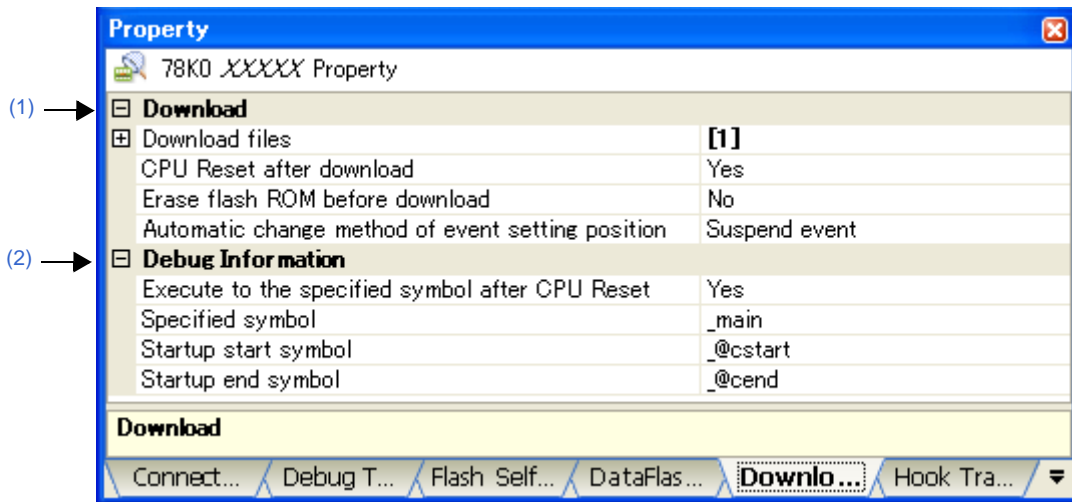 Property
78K0 XXXXX Property
(1)
Download
Download files [1]
CPU Reset after download Yes
Erase flash ROM before download No
Automatic change method of event setting position Suspend event
(2)
Debug Information
Execute to the specified symbol after CPU Reset Yes
Specified symbol _main
Startup start symbol _@cstart
Startup end symbol _@cend
Download
Connect... Debug T... Flash Self... DataFlas... Downlo... Hook Tra...